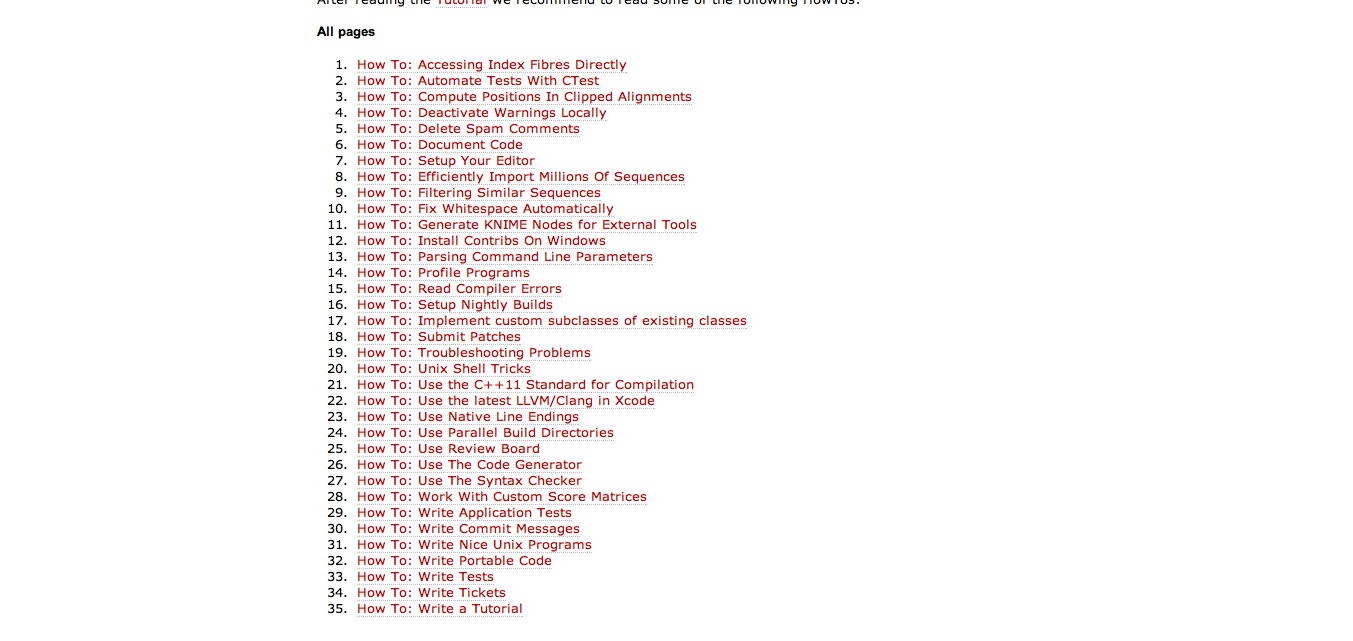 After reading the Tutorial we recommend to read some of the following HowTos:
All pages
1. How To: Accessing Index Fibres Directly
2. How To: Automate Tests With CTest
3. How To: Compute Positions In Clipped Alignments
4. How To: Deactivate Warnings Locally
5. How To: Delete Spam Comments
6. How To: Document Code
7. How To: Setup Your Editor
8. How To: Efficiently Import Millions Of Sequences
9. How To: Filtering Similar Sequences
10. How To: Fix Whitespace Automatically
11. How To: Generate KNIME Nodes for External Tools
12. How To: Install Contribs On Windows
13. How To: Parsing Command Line Parameters
14. How To: Profile Programs
15. How To: Read Compiler Errors
16. How To: Setup Nightly Builds
17. How To: Implement custom subclasses of existing classes
18. How To: Submit Patches
19. How To: Troubleshooting Problems
20. How To: Unix Shell Tricks
21. How To: Use the C++11 Standard for Compilation
22. How To: Use the latest LLVM/Clang in Xcode
23. How To: Use Native Line Endings
24. How To: Use Parallel Build Directories
25. How To: Use Review Board
26. How To: Use The Code Generator
27. How To: Use The Syntax Checker
28. How To: Work With Custom Score Matrices
29. How To: Write Application Tests
30. How To: Write Commit Messages
31. How To: Write Nice Unix Programs
32. How To: Write Portable Code
33. How To: Write Tests
34. How To: Write Tickets
35. How To: Write a Tutorial